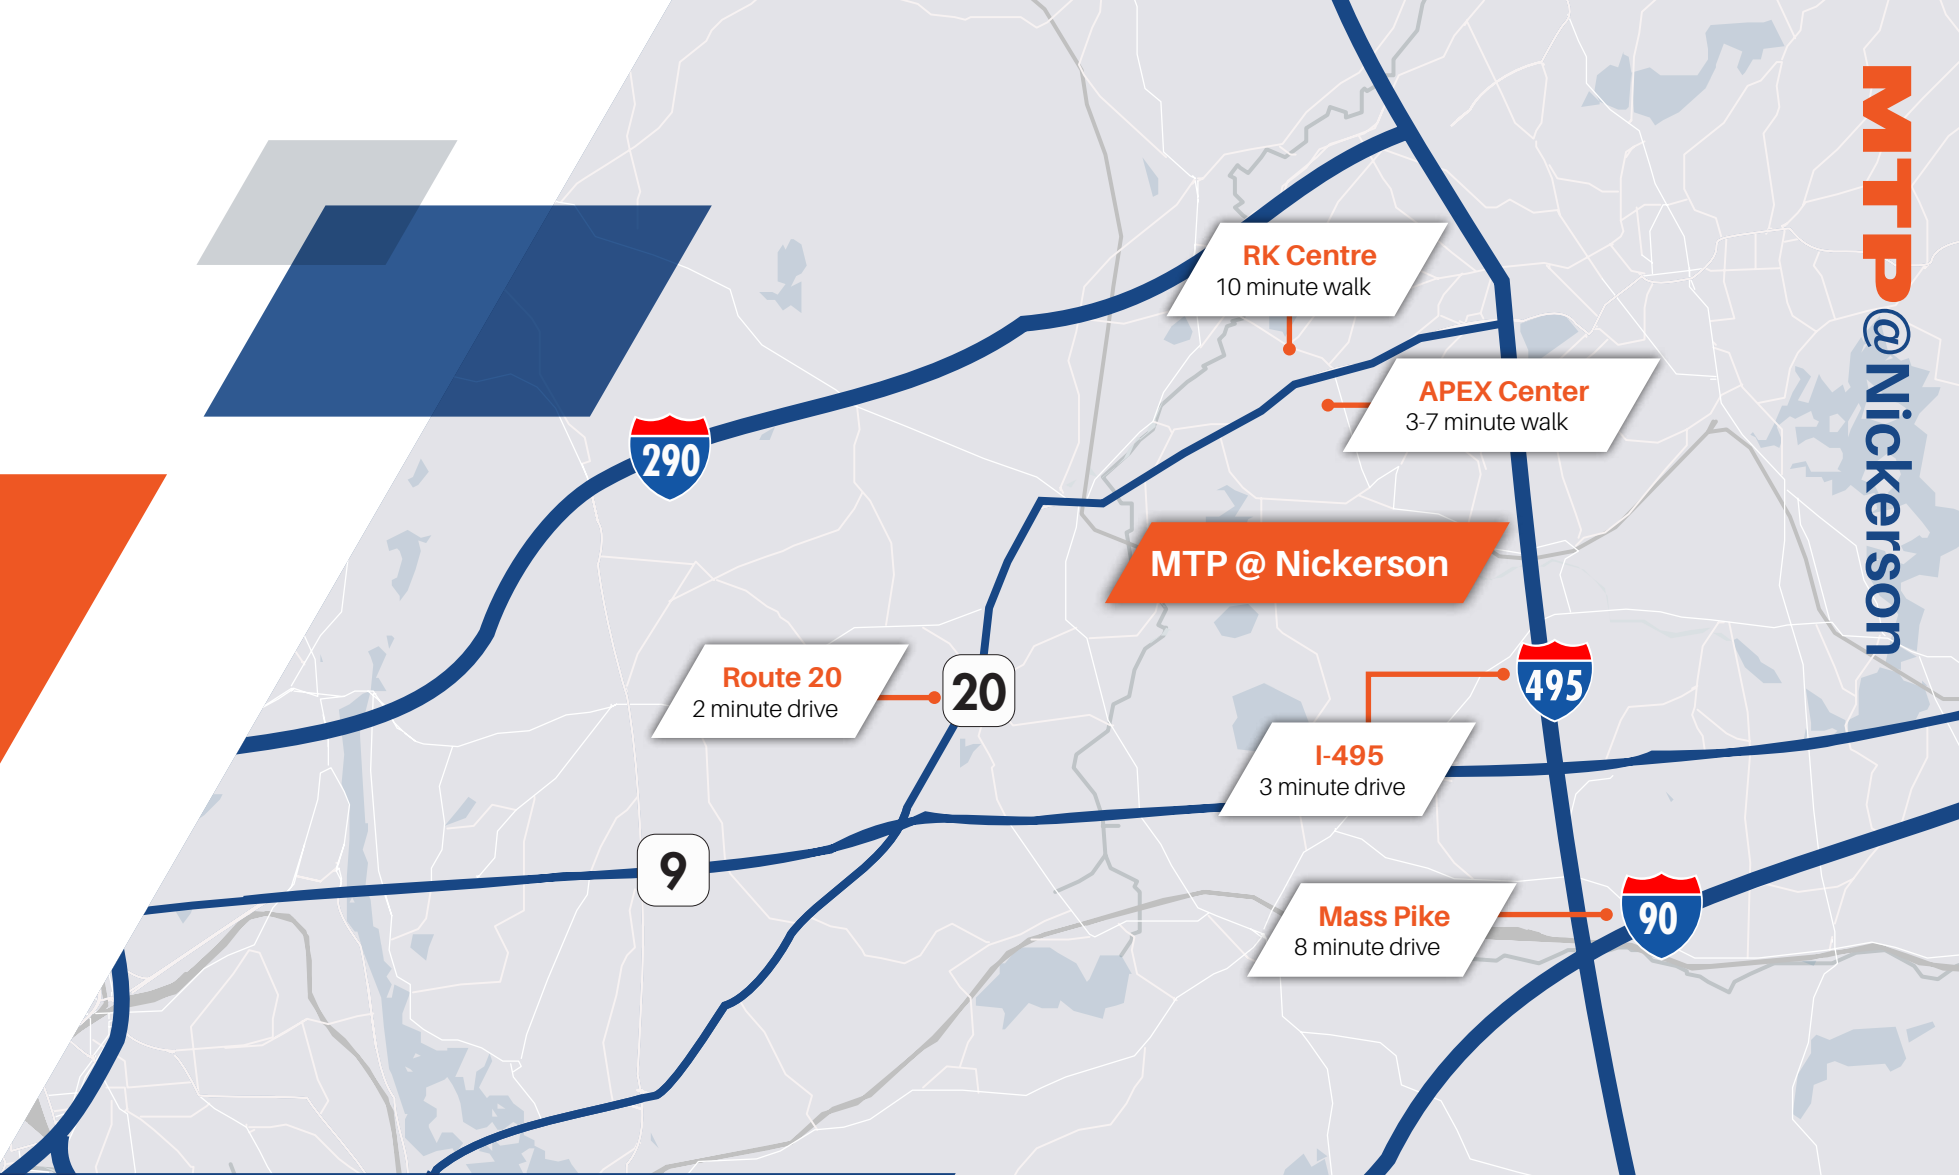 MTP@Nickerson
RK Centre
10 minute walk
APEX Center
3-7 minute walk
290
MTP @ Nickerson
Route 20
2 minute drive
20
495
I-495
3 minute drive
9
Mass Pike
8 minute drive
90